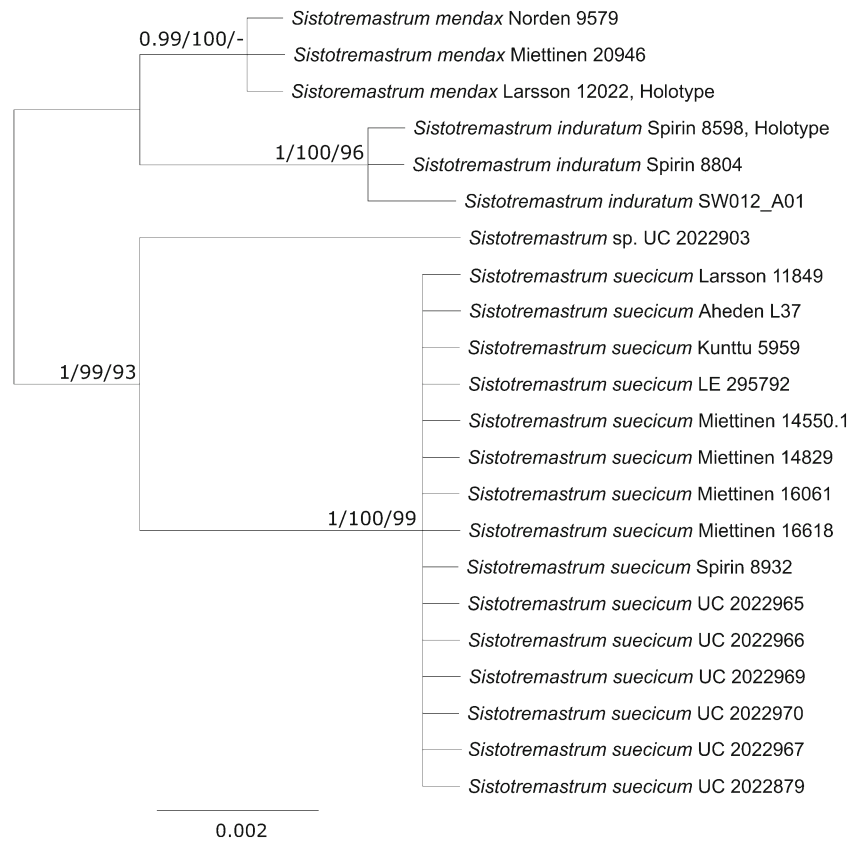 Sistotremastrum mendax Norden 9579
0.99/100/-
Sistotremastrum mendax Miettinen 20946
Sistoremastrum mendax Larsson 12022, Holotype
Sistotremastrum induratum Spirin 8598, Holotype
1/100/96
Sistotremastrum induratum Spirin 8804
Sistotremastrum induratum SW012_A01
Sistotremastrum sp. UC 2022903
Sistotremastrum suecicum Larsson 11849
Sistotremastrum suecicum Aheden L37
Sistotremastrum suecicum Kunttu 5959
1/99/93
Sistotremastrum suecicum LE 295792
Sistotremastrum suecicum Miettinen 14550.1
Sistotremastrum suecicum Miettinen 14829
Sistotremastrum suecicum Miettinen 16061
1/100/99
Sistotremastrum suecicum Miettinen 16618
Sistotremastrum suecicum Spirin 8932
Sistotremastrum suecicum UC 2022965
Sistotremastrum suecicum UC 2022966
Sistotremastrum suecicum UC 2022969
Sistotremastrum suecicum UC 2022970
Sistotremastrum suecicum UC 2022967
Sistotremastrum suecicum UC 2022879
0.002